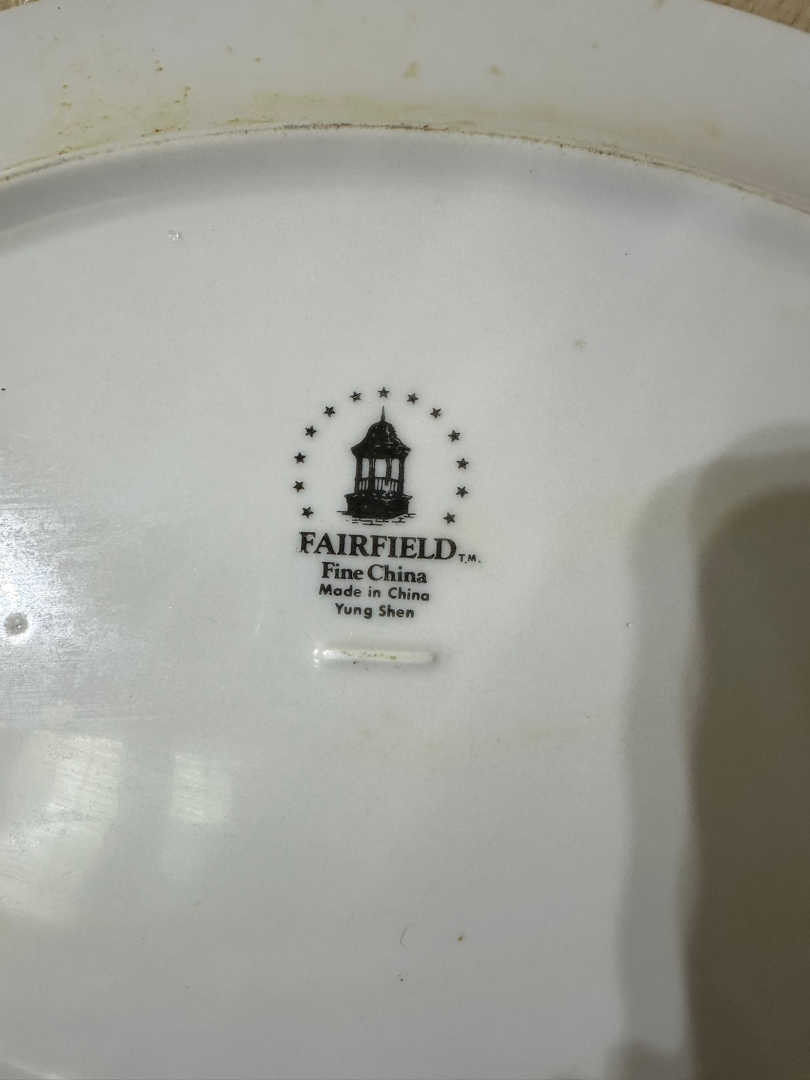 FAIRFIELD T.M.
Fine China
Made in China
Yung Shen